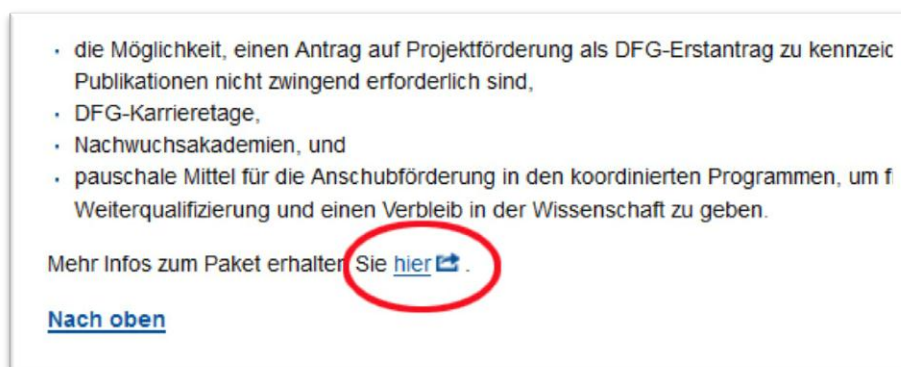 · die Möglichkeit, einen Antrag auf Projektförderung als DFG-Erstantrag zu
Publikationen nicht zwingend erforderlich sind,
· DFG-Karrieretage,
· Nachwuchsakademien, und
· pauschale Mittel für die Anschubförderung in den koordinierten Programmen, um
Weiterqualifizierung und einen Verbleib in der Wissenschaft zu geben.
Mehr Infos zum Paket erhalten Sie hier .
Nach oben